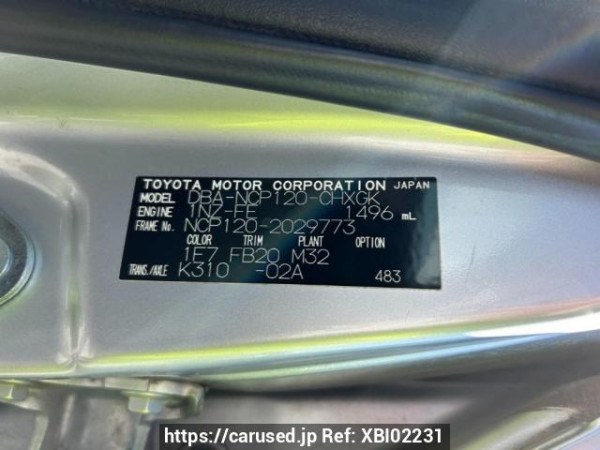 TOYOTA MOTOR CORPORATION JAPAN
MODEL DBA-NCP120-CHXGK
ENGINE 1NZ-FE 1496 mL
FRAME No. NCP120-2029773
COLOR TRIM PLANT OPTION
1E7 FB20 M32
TRANS./AXLE K310 -02A 483
https://carused.jp Ref: XBI02231